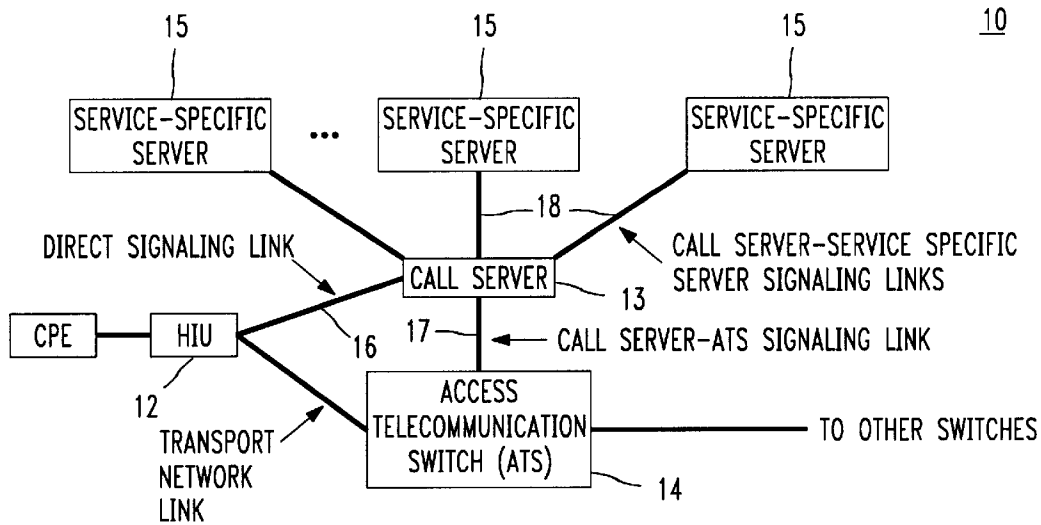 15
15
15
10
SERVICE-SPECIFIC
SERVER
...
SERVICE-SPECIFIC
SERVER
SERVICE-SPECIFIC
SERVER
18
DIRECT SIGNALING LINK
CALL SERVER-SERVICE SPECIFIC
SERVER SIGNALING LINKS
CALL SERVER
13
CPE
HIU
16
17
CALL SERVER-ATS SIGNALING LINK
12
ACCESS
TELECOMMUNICATION
SWITCH (ATS)
TO OTHER SWITCHES
TRANSPORT
NETWORK
LINK
14